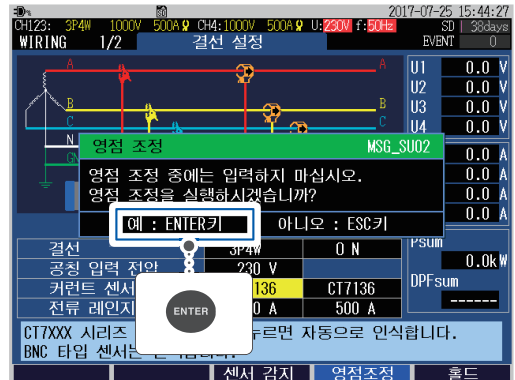 2017-07-25 15:44:27
CH123: 3P4W 1000V 500A CH4:1000V 500A U:230V f:50Hz SD 38days
WIRING 1/2 결선 설정 EVENT 0
A A U1 0.0 V
U2 0.0 V
B B U3 0.0 V
C C U4 0.0 V
N
영점 조정 MSG_SU02
영점 조정 중에는 입력하지 마십시오. 0.0 A
영점 조정을 실행하시겠습니까? 0.0 A
0.0 A
예 : ENTER키 아니오 : ESC키 0.0 A
결선 3P4W 0 N Psum
공칭 입력 전압 230 V 0.0kW
커런트 센서 136 CT7136 DPFsum
전류 레인지 0 A 500 A ------
ENTER
CT7XXX 시리즈 누르면 자동으로 인식합니다.
BNC 타입 센서는
센서 감지 영점조정 홀드